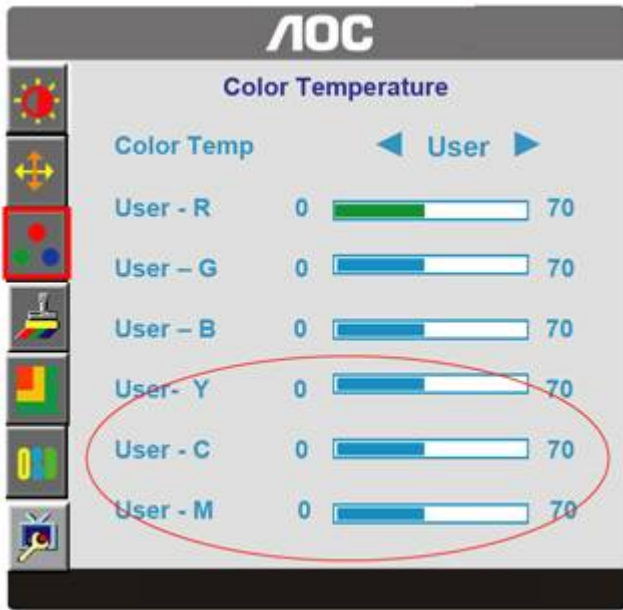 AOC
Color Temperature
Color Temp User
User - R 0 70
User – G 0 70
User – B 0 70
User- Y 0 70
User - C 0 70
User - M 0 70